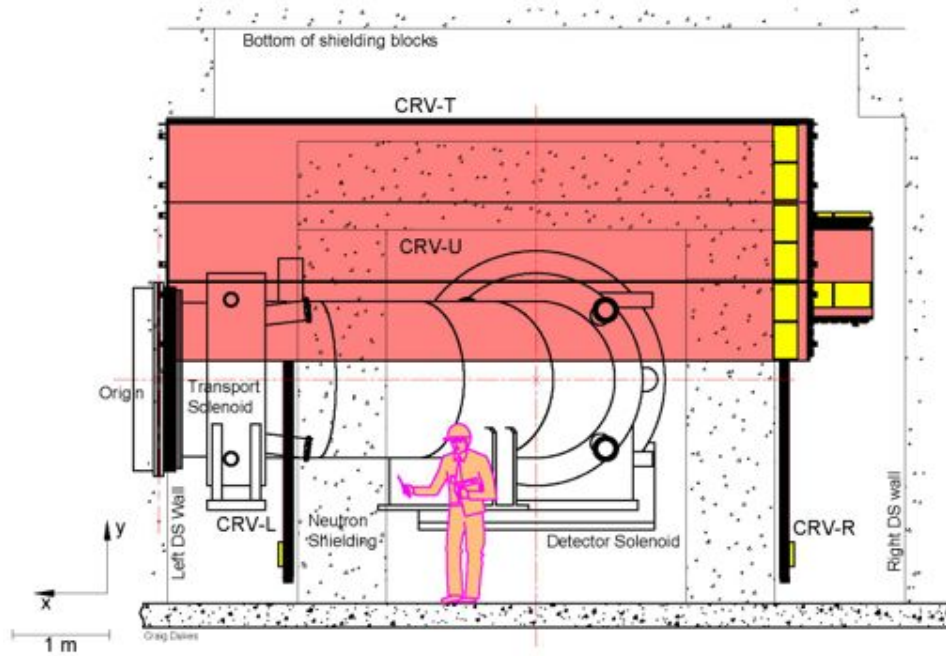 Bottom of shielding blocks
CRV-T
CRV-U
Origin
Transport
Solenoid
Left DS Wall
CRV-L
Neutron
Shielding
Detector Solenoid
CRV-R
Right DS wall
y
x
1 m
Craig Dukes